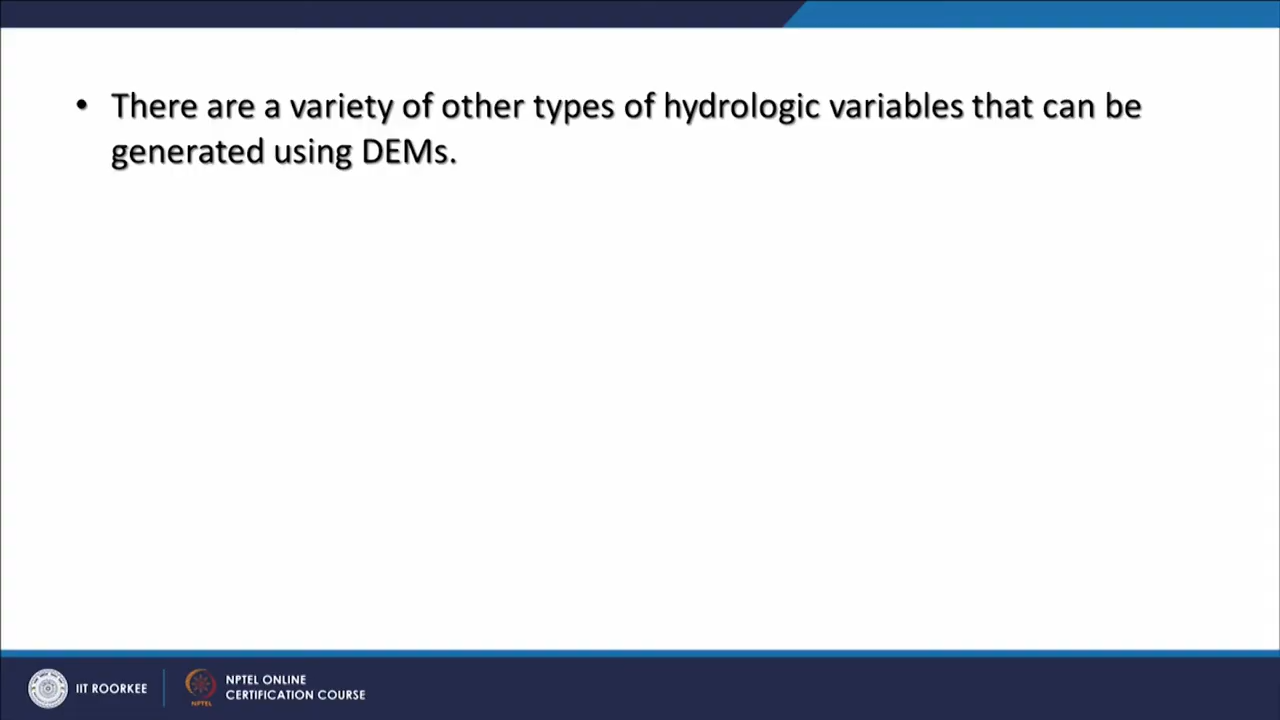 • There are a variety of other types of hydrologic variables that can be
generated using DEMs.
IIT ROORKEE
NPTEL
NPTEL ONLINE
CERTIFICATION COURSE